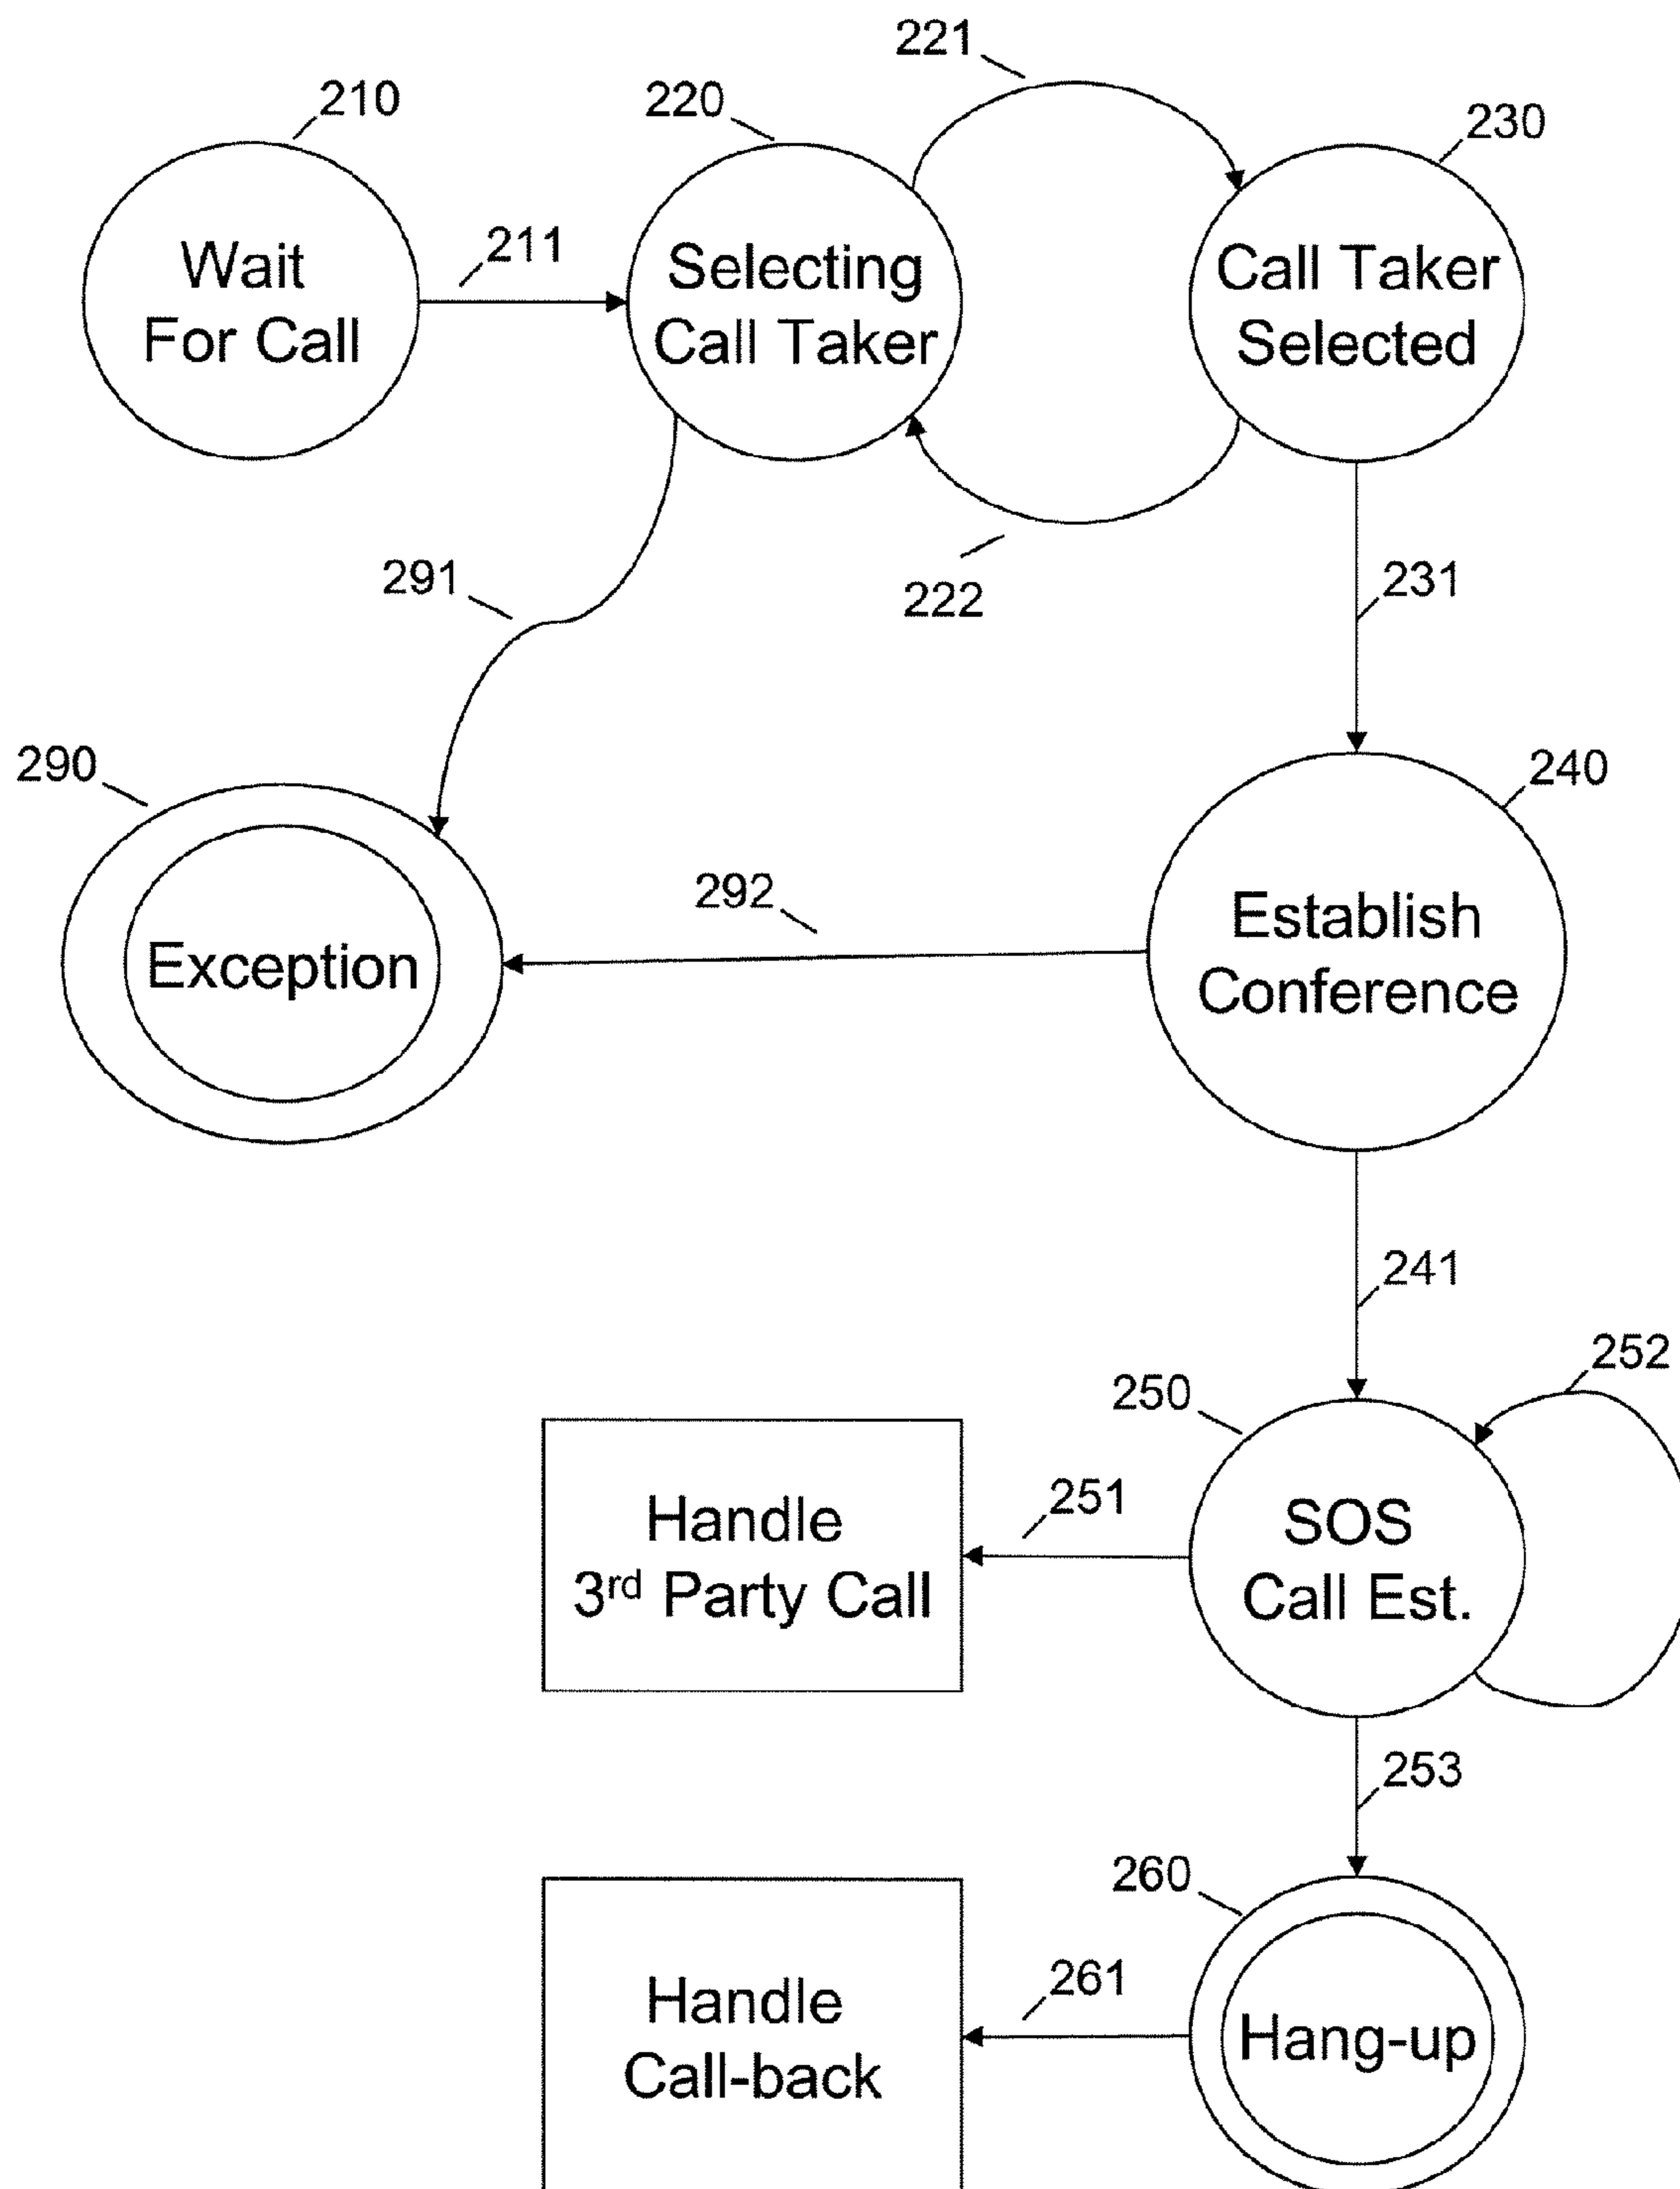 221
210
220
230
Wait
For Call
211
Selecting
Call Taker
Call Taker
Selected
291
222
231
290
240
292
Exception
Establish
Conference
241
252
250
Handle
3rd Party Call
251
SOS
Call Est.
253
260
Handle
Call-back
261
Hang-up